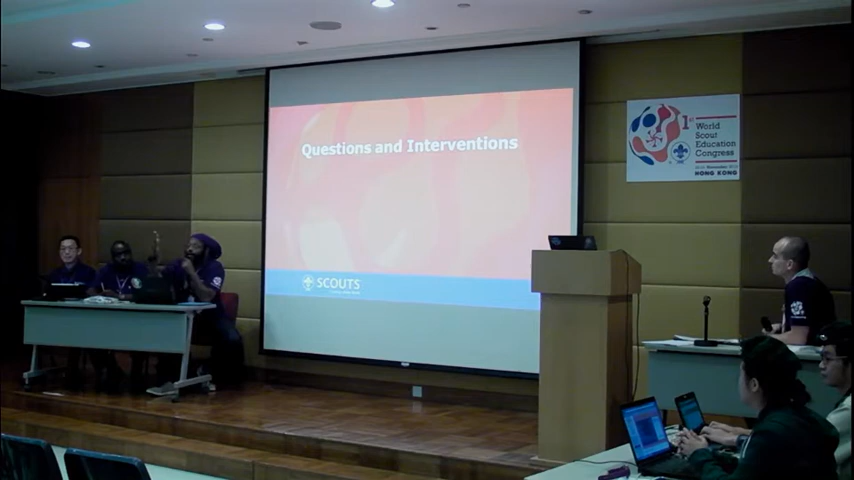 Questions and Interventions
SCOUTS
1st
World
Scout
Education
Congress
HONG KONG